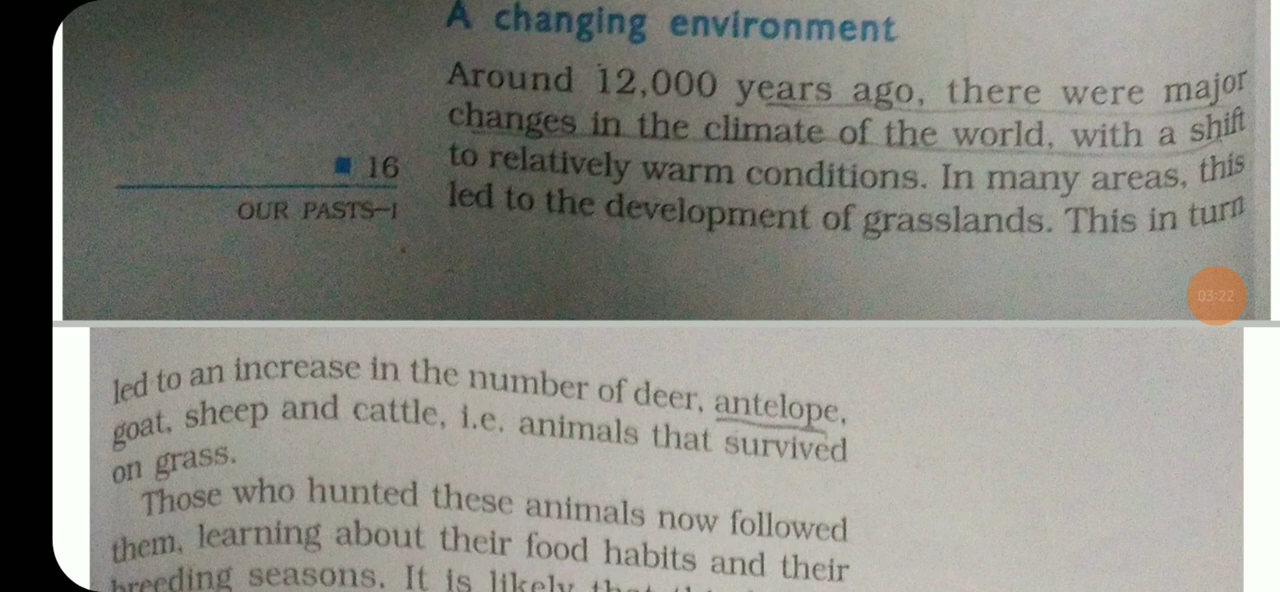 A changing environment
Around 12,000 years ago, there were major
changes in the climate of the world, with a shift
to relatively warm conditions. In many areas, this
led to the development of grasslands. This in turn
16
OUR PASTS–I
03:22
led to an increase in the number of deer, antelope,
goat, sheep and cattle, i.e. animals that survived
on grass.
Those who hunted these animals now followed
them, learning about their food habits and their
breeding seasons. It is likely that